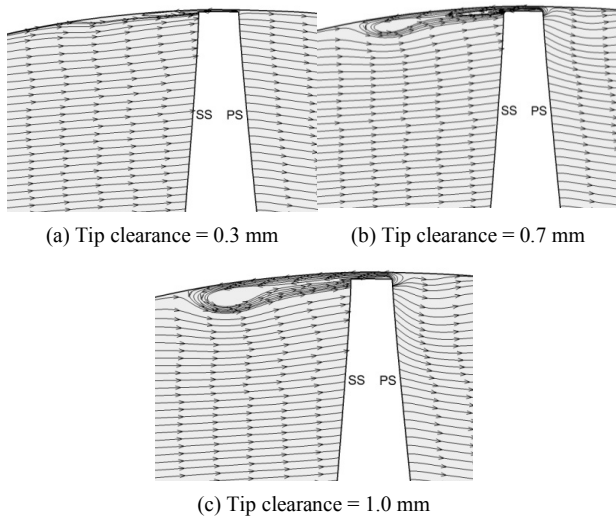 SS PS
SS PS
(a) Tip clearance = 0.3 mm
(b) Tip clearance = 0.7 mm
SS PS
(c) Tip clearance = 1.0 mm